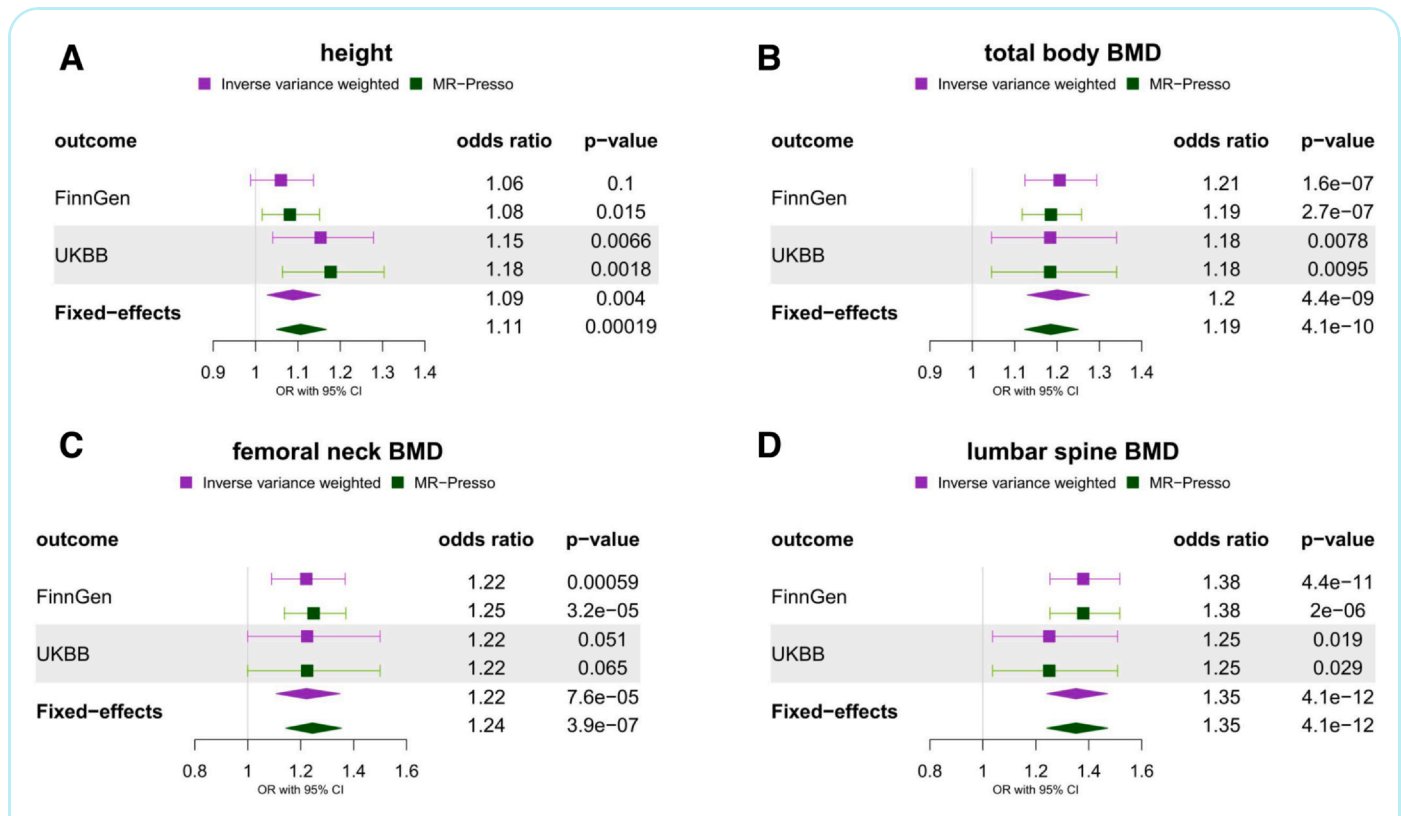 A
height
Inverse variance weighted MR−Presso
outcome odds ratio p−value
FinnGen
1.06 0.1
1.08 0.015
UKBB
1.15 0.0066
1.18 0.0018
Fixed−effects
1.09 0.004
1.11 0.00019
0.9 1 1.1 1.2 1.3 1.4
OR with 95% CI
B
total body BMD
Inverse variance weighted MR−Presso
outcome odds ratio p−value
FinnGen
1.21 1.6e−07
1.19 2.7e−07
UKBB
1.18 0.0078
1.18 0.0095
Fixed−effects
1.2 4.4e−09
1.19 4.1e−10
0.9 1 1.1 1.2 1.3 1.4
OR with 95% CI
C
femoral neck BMD
Inverse variance weighted MR−Presso
outcome odds ratio p−value
FinnGen
1.22 0.00059
1.25 3.2e−05
UKBB
1.22 0.051
1.22 0.065
Fixed−effects
1.22 7.6e−05
1.24 3.9e−07
0.8 1 1.2 1.4 1.6
OR with 95% CI
D
lumbar spine BMD
Inverse variance weighted MR−Presso
outcome odds ratio p−value
FinnGen
1.38 4.4e−11
1.38 2e−06
UKBB
1.25 0.019
1.25 0.029
Fixed−effects
1.35 4.1e−12
1.35 4.1e−12
0.8 1 1.2 1.4 1.6
OR with 95% CI